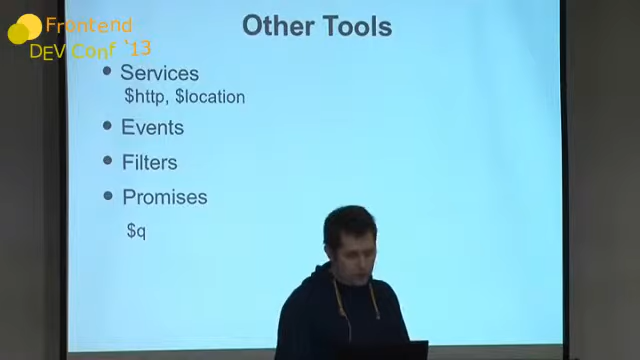 Frontend
DEV Conf '13
Other Tools
• Services
$http, $location
• Events
• Filters
• Promises
$q